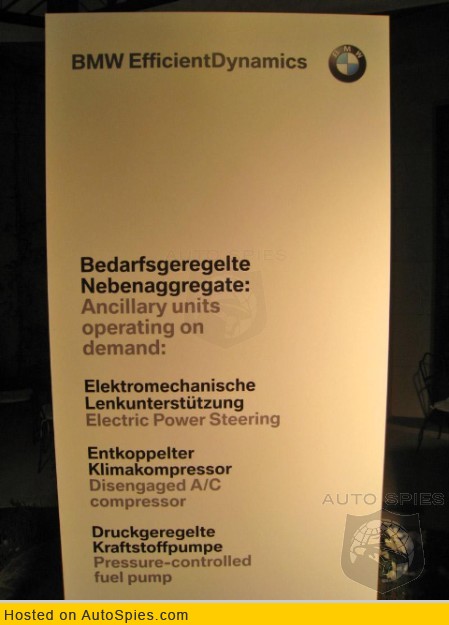 BMW EfficientDynamics
BMW
Bedarfsgeregelte
Nebenaggregate:
Ancillary units
operating on
demand:
Elektromechanische
Lenkunterstützung
Electric Power Steering
Entkoppelter
Klimakompressor
Disengaged A/C
compressor
AUTO SPIES
Druckgeregelte
Kraftstoffpumpe
Pressure-controlled
fuel pump
Hosted on AutoSpies.com